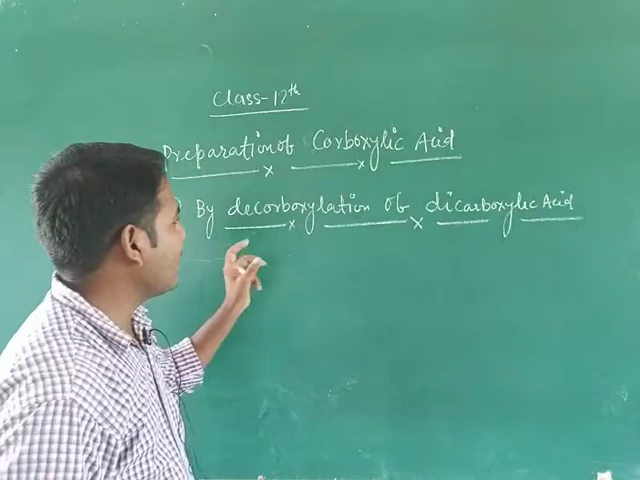 Class-12th
Preparation of Corboxylic Acid
By decorboxylation of dicarboxylic Acid